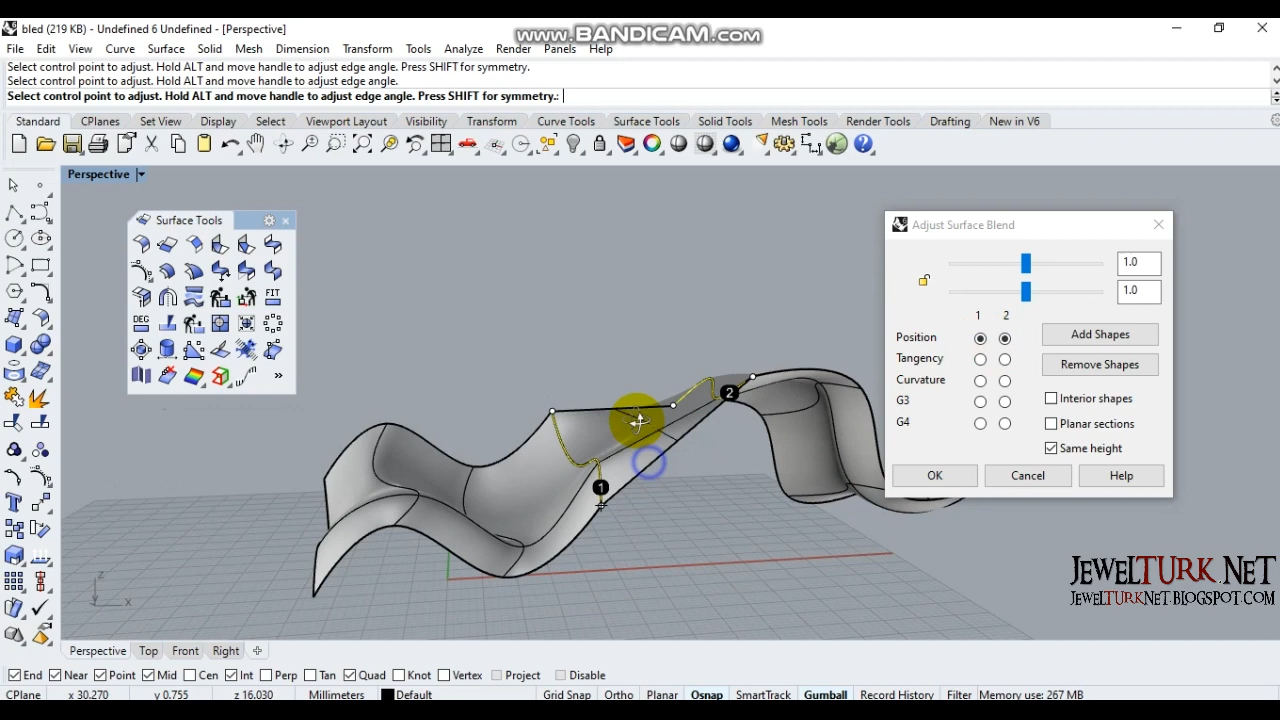 bled (219 KB) - Undefined 6 Undefined - [Perspective]
www.BANDICAM.com
File Edit View Curve Surface Solid Mesh Dimension Transform Tools Analyze Render Panels Help
Select control point to adjust. Hold ALT and move handle to adjust edge angle. Press SHIFT for symmetry.
Select control point to adjust. Hold ALT and move handle to adjust edge angle.
Select control point to adjust. Hold ALT and move handle to adjust edge angle. Press SHIFT for symmetry.:
Standard CPlanes Set View Display Select Viewport Layout Visibility Transform Curve Tools Surface Tools Solid Tools Mesh Tools Render Tools Drafting New in V6
Perspective
Surface Tools
FIT
DEG
Adjust Surface Blend
1.0
1.0
1 2
Position
Add Shapes
Tangency
Remove Shapes
Curvature
G3
Interior shapes
G4
Planar sections
Same height
OK Cancel Help
2
1
z
x
JEWELTURK.NET
JEWELTURKNET.BLOGSPOT.COM
Perspective Top Front Right
End Near Point Mid Cen Int Perp Tan Quad Knot Vertex Project Disable
CPlane x 30.270 y 0.755 z 16.030 Millimeters Default Grid Snap Ortho Planar Osnap SmartTrack Gumball Record History Filter Memory use: 267 MB